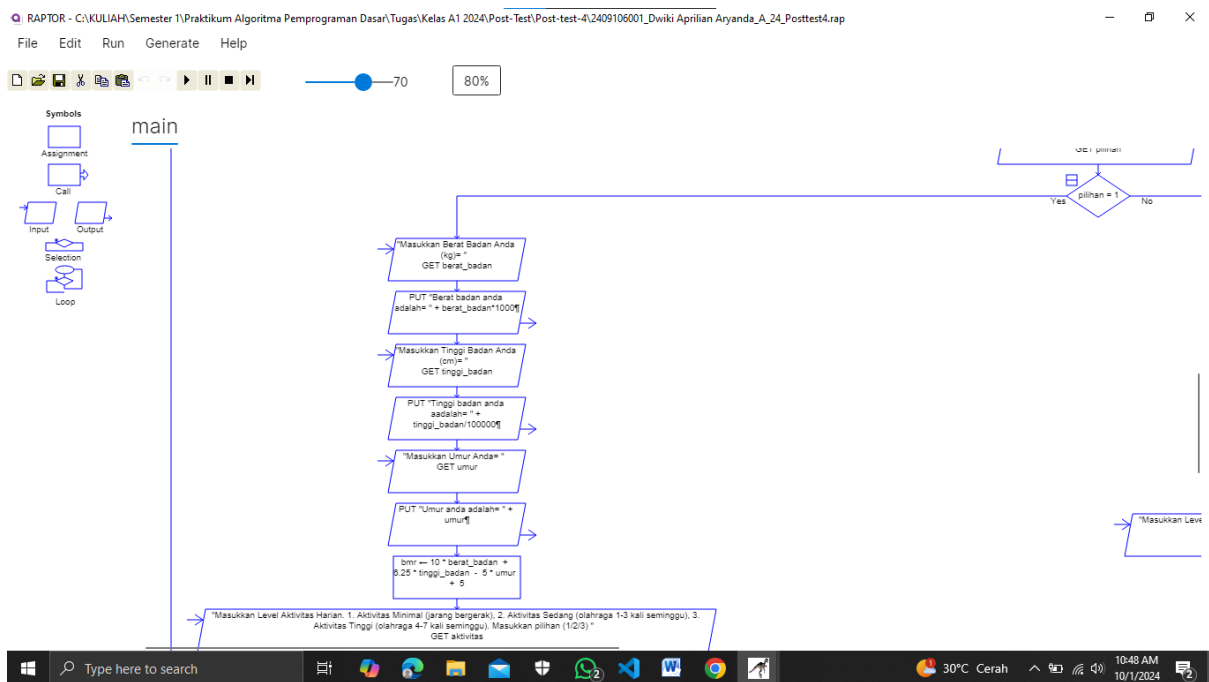 RAPTOR - C:\KULIAH\Semester 1\Praktikum Algoritma Pemprograman Dasar\Tugas\Kelas A1 2024\Post-Test\Post-test-4\2409106001_Dwiki Aprilian Aryanda_A_24_Posttest4.rap
File Edit Run Generate Help
70
80%
Symbols
Assignment
Call
Input Output
Selection
Loop
main
GET pilihan
pilihan = 1
Yes No
"Masukkan Berat Badan Anda
(kg)= "
GET berat_badan
PUT "Berat badan anda
adalah= " + berat_badan*1000¶
"Masukkan Tinggi Badan Anda
(cm)= "
GET tinggi_badan
PUT "Tinggi badan anda
aadalah= " +
tinggi_badan/100000¶
"Masukkan Umur Anda= "
GET umur
PUT "Umur anda adalah= " +
umur¶
bmr ← 10 * berat_badan +
6.25 * tinggi_badan - 5 * umur
+ 5
"Masukkan Level Aktivitas Harian. 1. Aktivitas Minimal (jarang bergerak), 2. Aktivitas Sedang (olahraga 1-3 kali seminggu), 3.
Aktivitas Tinggi (olahraga 4-7 kali seminggu). Masukkan pilihan (1/2/3) "
GET aktivitas
"Masukkan Leve
Type here to search
2
30°C Cerah
10:48 AM
10/1/2024
2